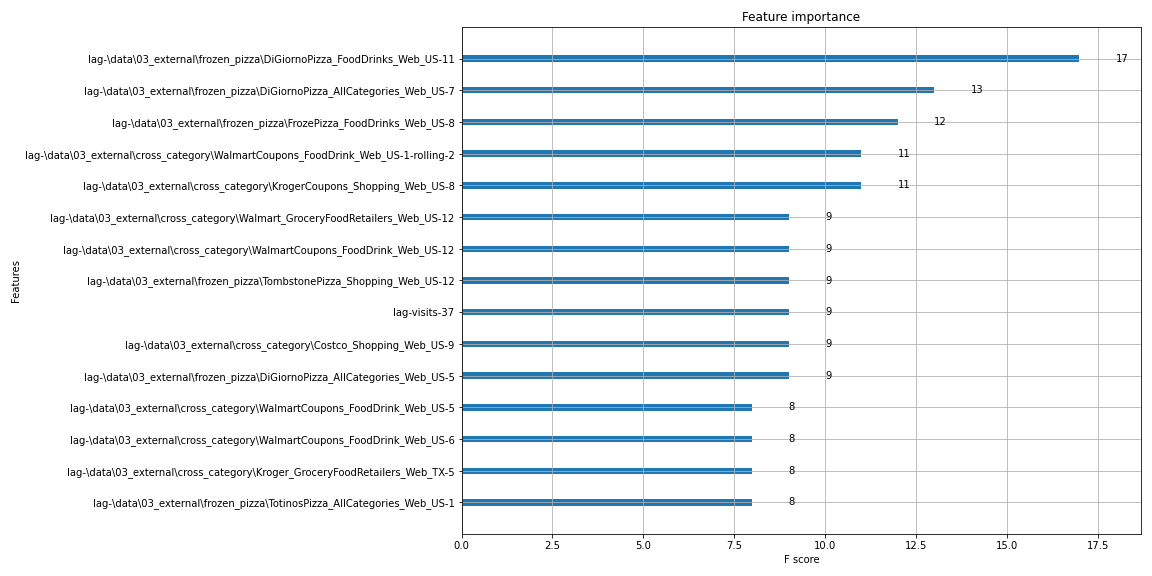 Feature importance
lag-\data\03_external\frozen_pizza\DiGiornoPizza_FoodDrinks_Web_US-11 17
lag-\data\03_external\frozen_pizza\DiGiornoPizza_AllCategories_Web_US-7 13
lag-\data\03_external\frozen_pizza\FrozePizza_FoodDrinks_Web_US-8 12
lag-\data\03_external\cross_category\WalmartCoupons_FoodDrink_Web_US-1-rolling-2 11
lag-\data\03_external\cross_category\KrogerCoupons_Shopping_Web_US-8 11
lag-\data\03_external\cross_category\Walmart_GroceryFoodRetailers_Web_US-12 9
lag-\data\03_external\cross_category\WalmartCoupons_FoodDrink_Web_US-12 9
lag-\data\03_external\frozen_pizza\TombstonePizza_Shopping_Web_US-12 9
lag-visits-37 9
lag-\data\03_external\cross_category\Costco_Shopping_Web_US-9 9
lag-\data\03_external\frozen_pizza\DiGiornoPizza_AllCategories_Web_US-5 9
lag-\data\03_external\cross_category\WalmartCoupons_FoodDrink_Web_US-5 8
lag-\data\03_external\cross_category\WalmartCoupons_FoodDrink_Web_US-6 8
lag-\data\03_external\cross_category\Kroger_GroceryFoodRetailers_Web_TX-5 8
lag-\data\03_external\frozen_pizza\TotinosPizza_AllCategories_Web_US-1 8
Features
0.0 2.5 5.0 7.5 10.0 12.5 15.0 17.5
F score